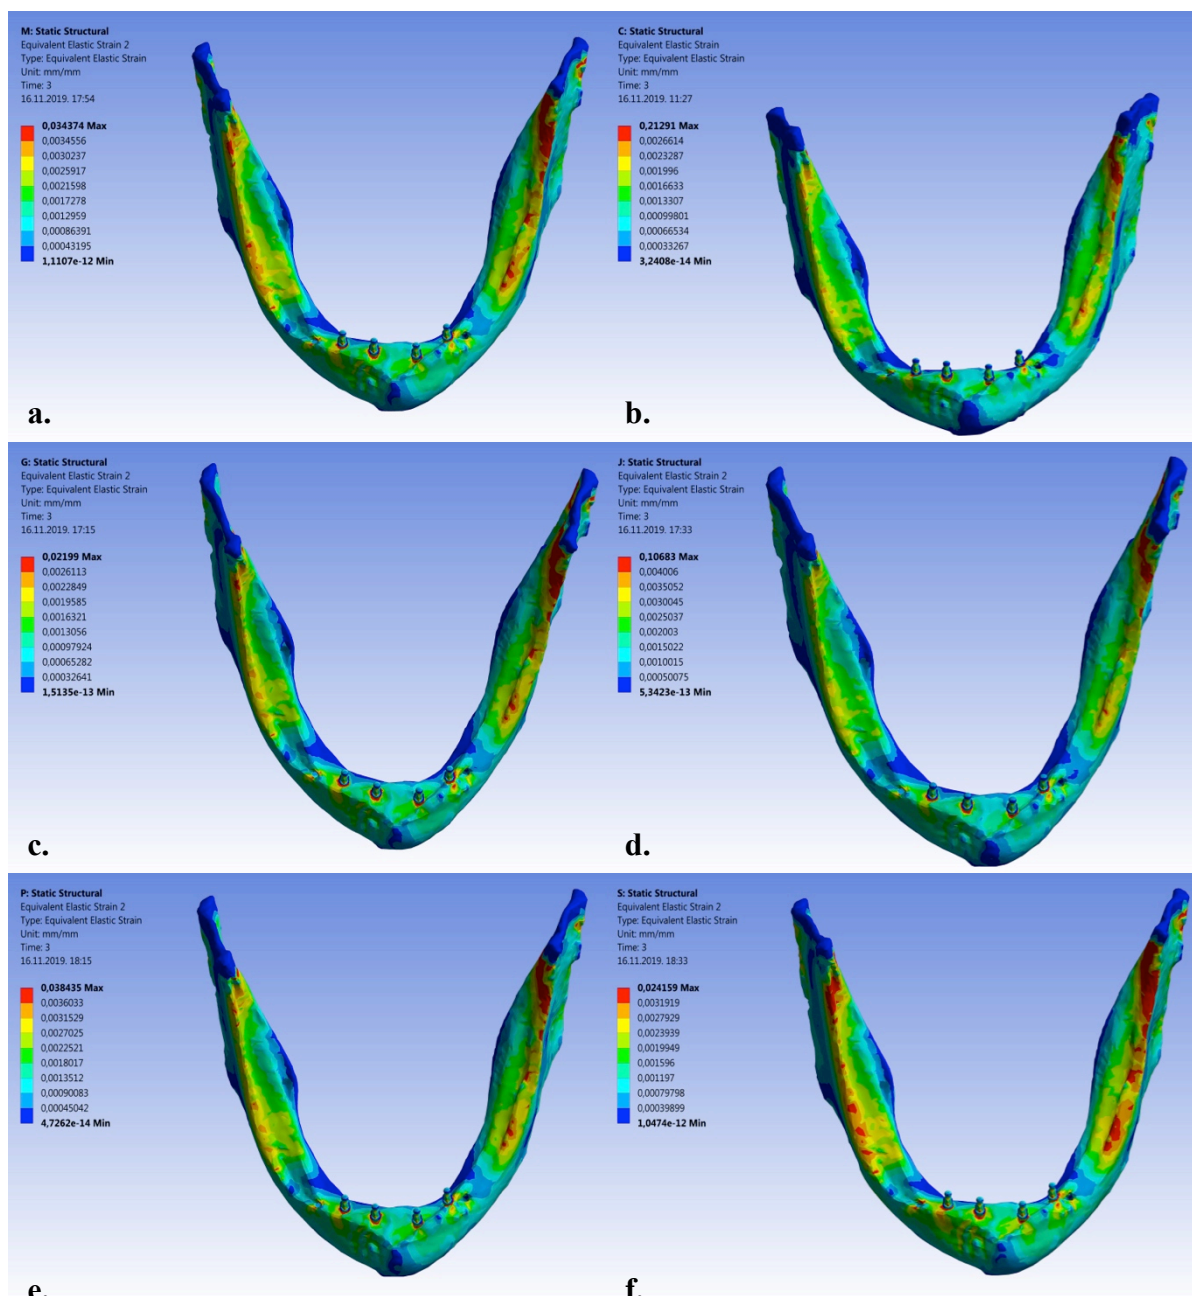 M: Static Structural
Equivalent Elastic Strain 2
Type: Equivalent Elastic Strain
Unit: mm/mm
Time: 3
16.11.2019. 17:54
0,034374 Max
0,0034556
0,0030237
0,0025917
0,0021598
0,0017278
0,0012959
0,00086391
0,00043195
1,1107e-12 Min
a.
C: Static Structural
Equivalent Elastic Strain
Type: Equivalent Elastic Strain
Unit: mm/mm
Time: 3
16.11.2019. 11:27
0,21291 Max
0,0026614
0,0023287
0,001996
0,0016633
0,0013307
0,00099801
0,00066534
0,00033267
3,2408e-14 Min
b.
G: Static Structural
Equivalent Elastic Strain 2
Type: Equivalent Elastic Strain
Unit: mm/mm
Time: 3
16.11.2019. 17:15
0,02199 Max
0,0026113
0,0022849
0,0019585
0,0016321
0,0013056
0,00097924
0,00065282
0,00032641
1,5135e-13 Min
c.
J: Static Structural
Equivalent Elastic Strain 2
Type: Equivalent Elastic Strain
Unit: mm/mm
Time: 3
16.11.2019. 17:33
0,10683 Max
0,004006
0,0035052
0,0030045
0,0025037
0,002003
0,0015022
0,0010015
0,00050075
5,3423e-13 Min
d.
P: Static Structural
Equivalent Elastic Strain 2
Type: Equivalent Elastic Strain
Unit: mm/mm
Time: 3
16.11.2019. 18:15
0,038435 Max
0,0036033
0,0031529
0,0027025
0,0022521
0,0018017
0,0013512
0,00090083
0,00045042
4,7262e-14 Min
e.
S: Static Structural
Equivalent Elastic Strain 2
Type: Equivalent Elastic Strain
Unit: mm/mm
Time: 3
16.11.2019. 18:33
0,024159 Max
0,0031919
0,0027929
0,0023939
0,0019949
0,001596
0,001197
0,00079798
0,00039899
1,0474e-12 Min
f.